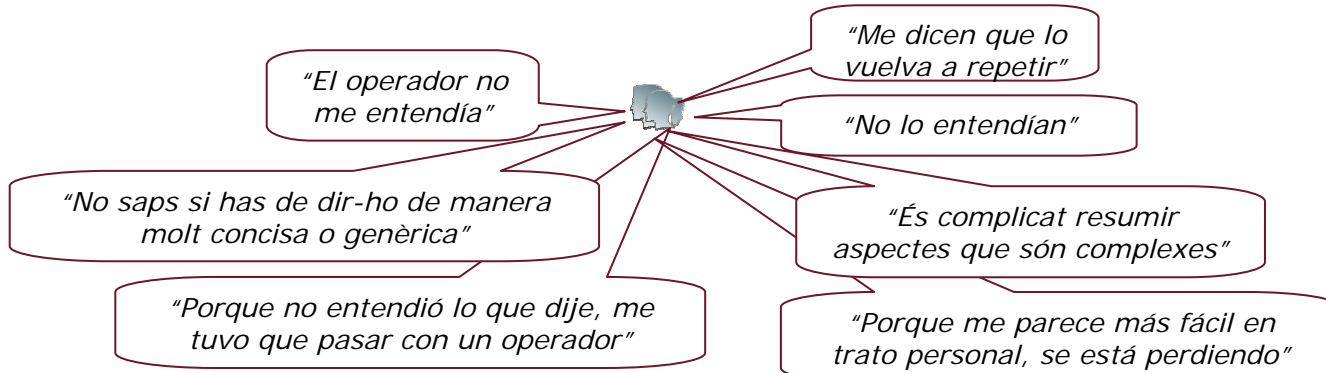 “Me dicen que lo
vuelva a repetir”
“El operador no
me entendía”
“No lo entendían”
“No saps si has de dir-ho de manera
molt concisa o genèrica”
“És complicat resumir
aspectes que són complexes”
“Porque no entendió lo que dije, me
tuvo que pasar con un operador”
“Porque me parece más fácil en
trato personal, se está perdiendo”